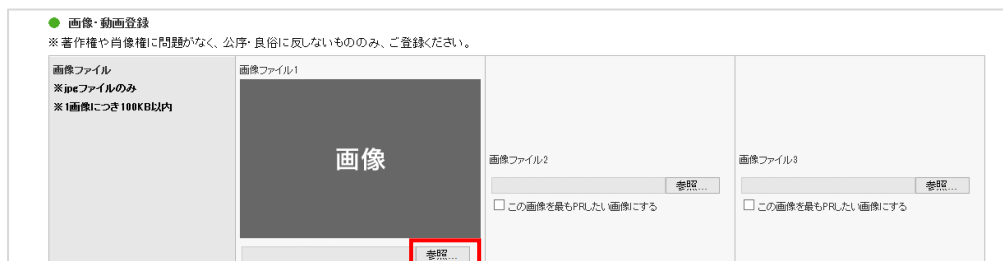 画像・動画登録
※著作権や肖像権に問題がなく、公序・良俗に反しないもののみ、ご登録ください。
画像ファイル
※jpgファイルのみ
※1画像につき100KB以内
画像ファイル1
画像
参照...
画像ファイル2
参照...
この画像を最もPRしたい画像にする
画像ファイル3
参照...
この画像を最もPRしたい画像にする